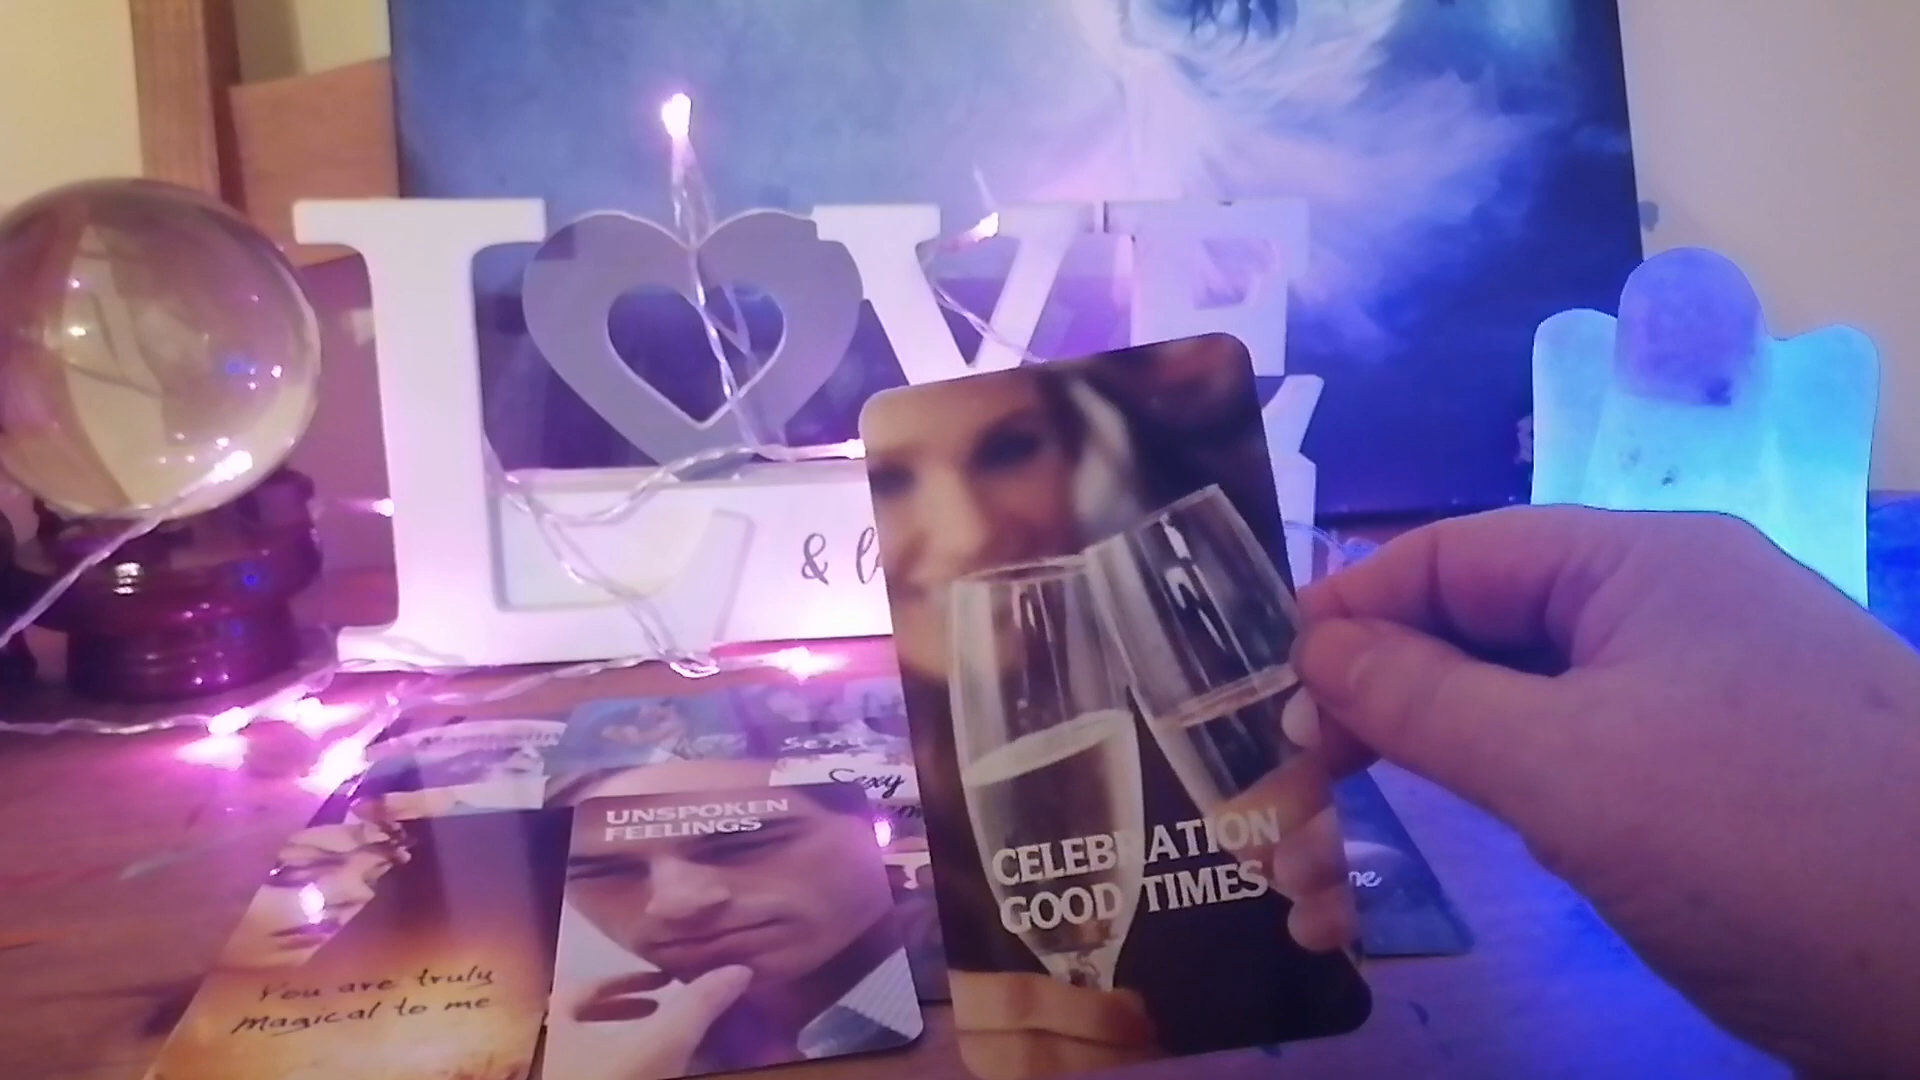 LOVE
&
UNSPOKEN
FEELINGS
Sexy
CELEBRATION
GOOD TIMES
You are truly
magical to me